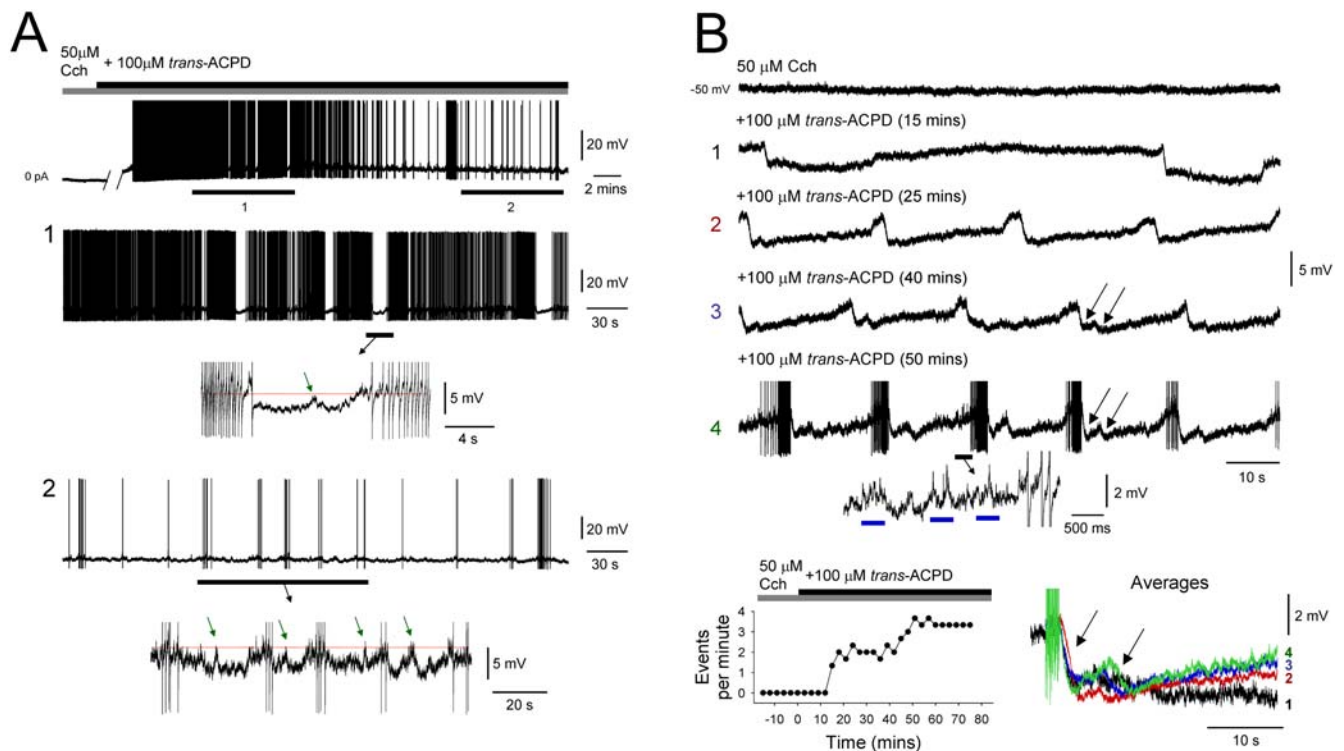 A
50μM
Cch
+ 100μM trans-ACPD
20 mV
0 pA
2 mins
1
2
1
20 mV
30 s
5 mV
4 s
2
20 mV
30 s
5 mV
20 s
B
50 μM Cch
-50 mV
+100 μM trans-ACPD (15 mins)
1
+100 μM trans-ACPD (25 mins)
2
5 mV
+100 μM trans-ACPD (40 mins)
3
+100 μM trans-ACPD (50 mins)
4
10 s
2 mV
500 ms
50 μM
Cch
+100 μM trans-ACPD
Events
per minute
4
3
2
1
0
-10 0 10 20 30 40 50 60 70 80
Time (mins)
Averages
2 mV
4
3
2
1
10 s